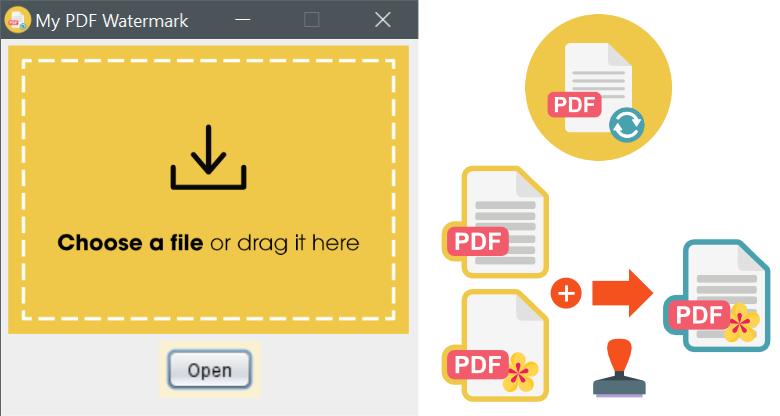 My PDF Watermark
Choose a file or drag it here
Open
PDF
PDF
PDF
PDF